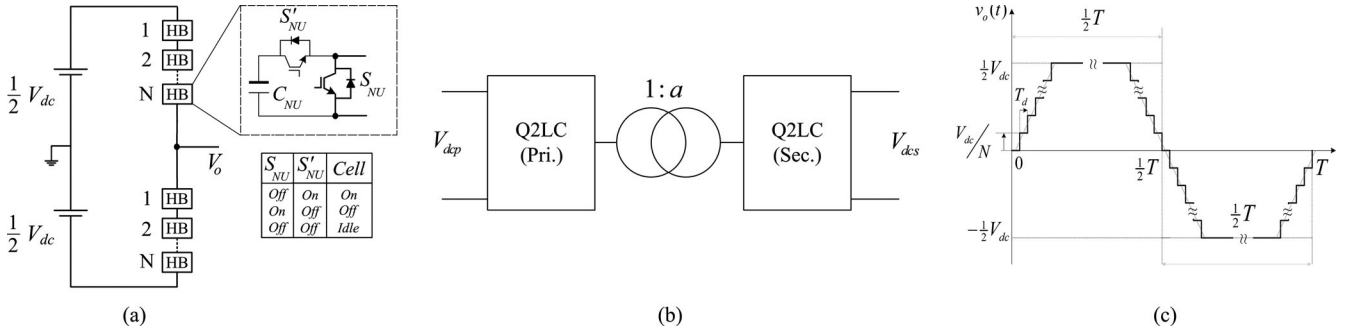 1 HB
2 HB
N HB
1/2 V_dc
S'_NU
S_NU
C_NU
V_o
S_NU S'_NU Cell
Off On On
On Off Off
Off Off Idle
1 HB
2 HB
N HB
1/2 V_dc
(a)
1:a
V_dcp
Q2LC
(Pri.)
Q2LC
(Sec.)
V_dcs
(b)
v_o(t)
1/2 T
1/2 V_dc
T_d
V_dc/N
0
1/2 T
T
1/2 T
-1/2 V_dc
(c)